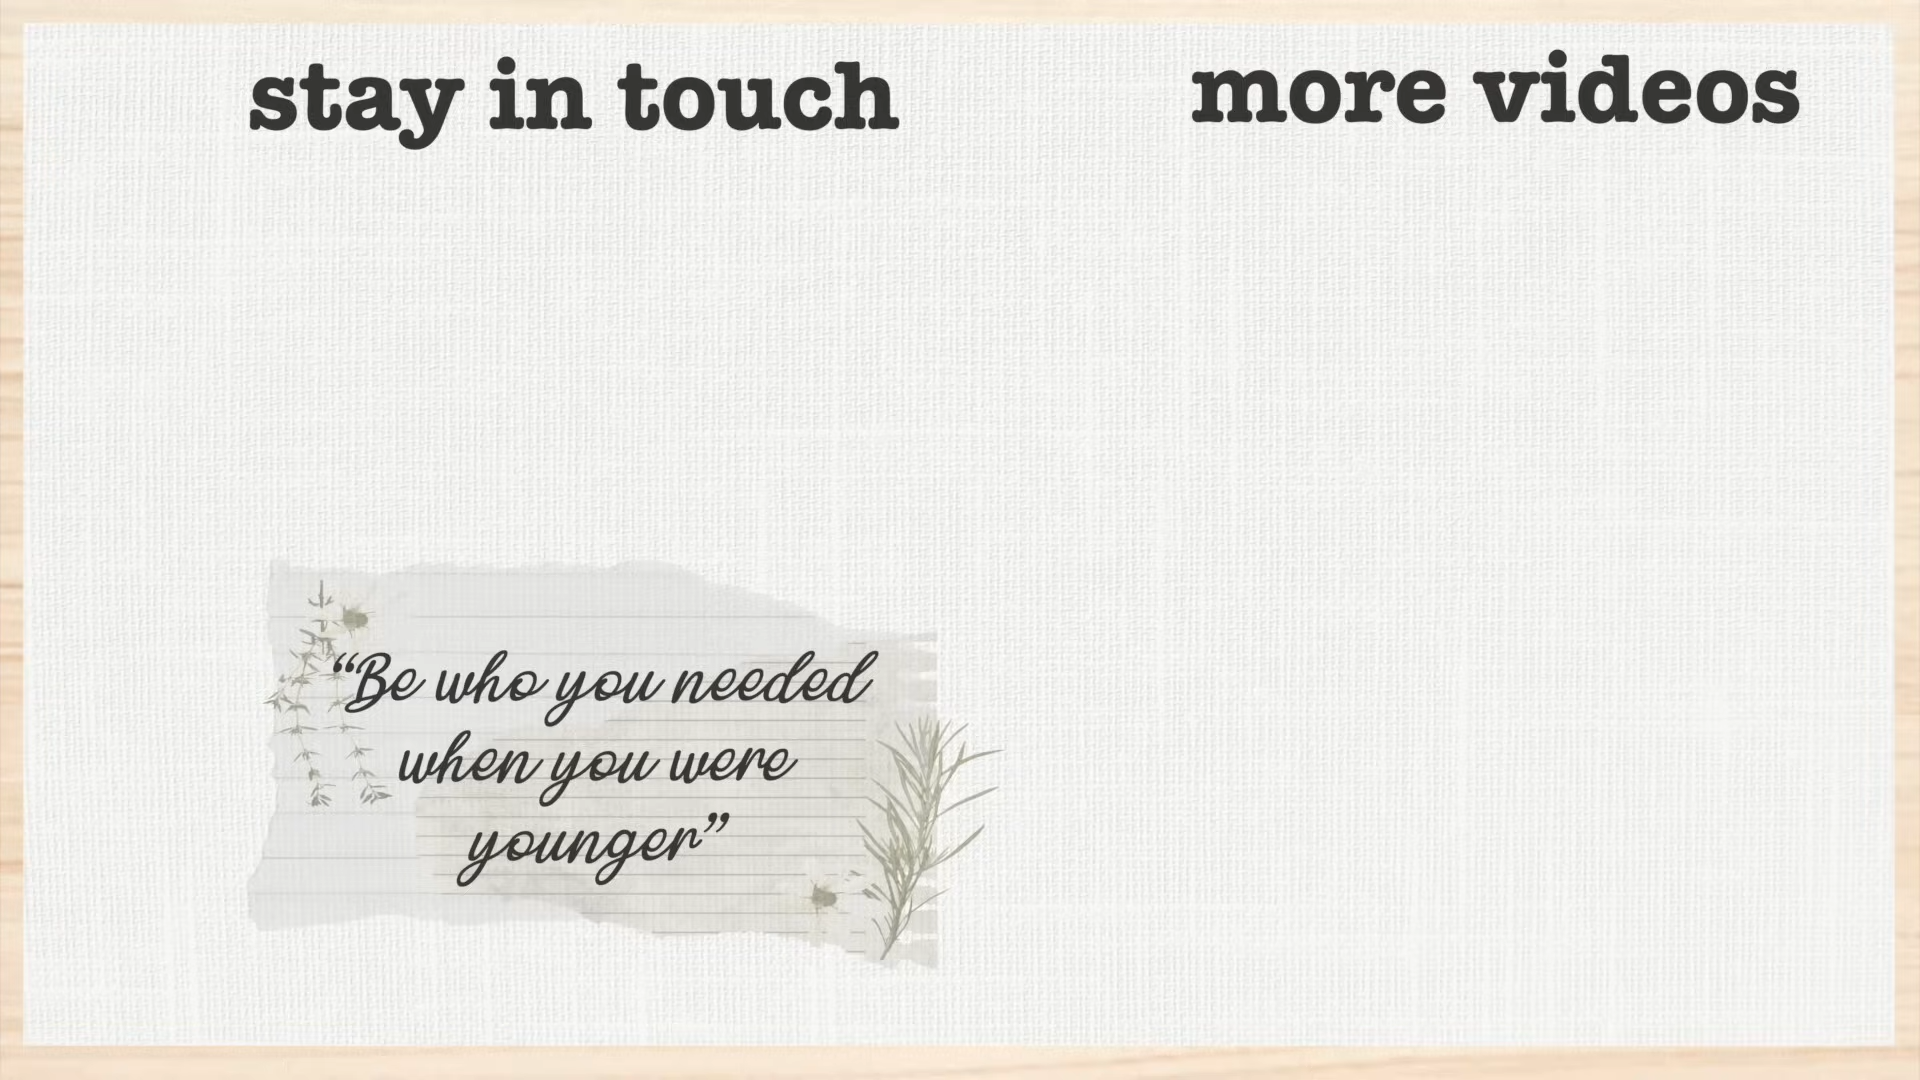 stay in touch
more videos
“Be who you needed
when you were
younger”